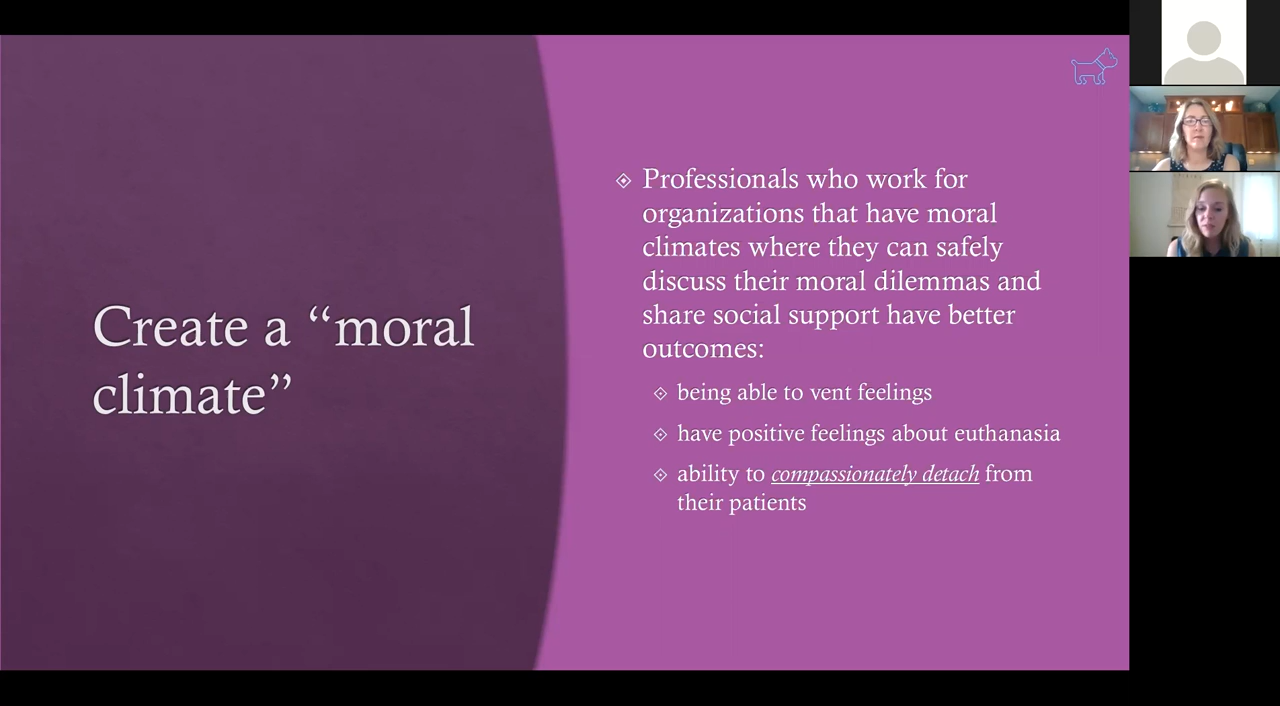 Create a “moral
climate”
Professionals who work for
organizations that have moral
climates where they can safely
discuss their moral dilemmas and
share social support have better
outcomes:
being able to vent feelings
have positive feelings about euthanasia
ability to compassionately detach from
their patients